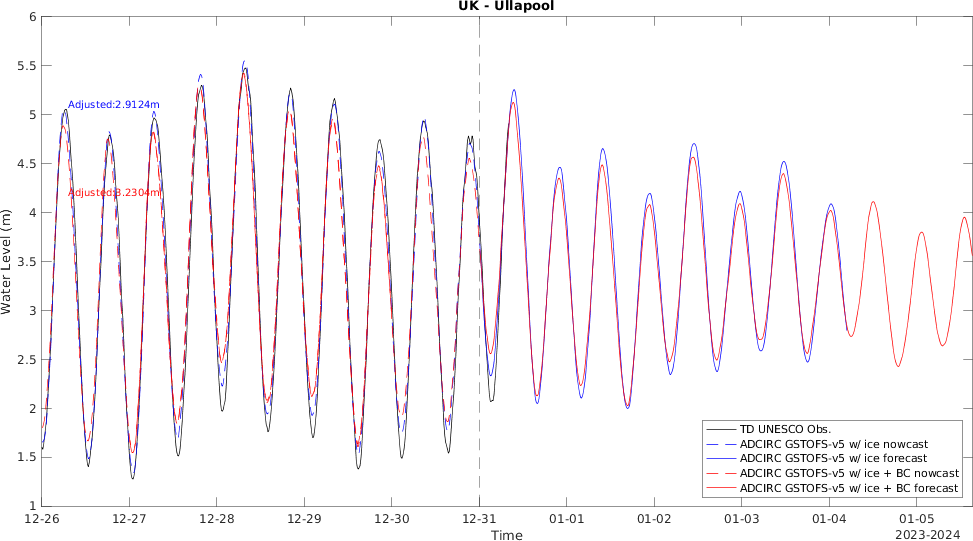 UK - Ullapool
6
5.5
5
4.5
4
3.5
3
2.5
2
1.5
1
Water Level (m)
Adjusted:2.9124m
Adjusted:3.2304m
TD UNESCO Obs.
ADCIRC GSTOFS-v5 w/ ice nowcast
ADCIRC GSTOFS-v5 w/ ice forecast
ADCIRC GSTOFS-v5 w/ ice + BC nowcast
ADCIRC GSTOFS-v5 w/ ice + BC forecast
12-26 12-27 12-28 12-29 12-30 12-31 01-01 01-02 01-03 01-04 01-05
Time
2023-2024